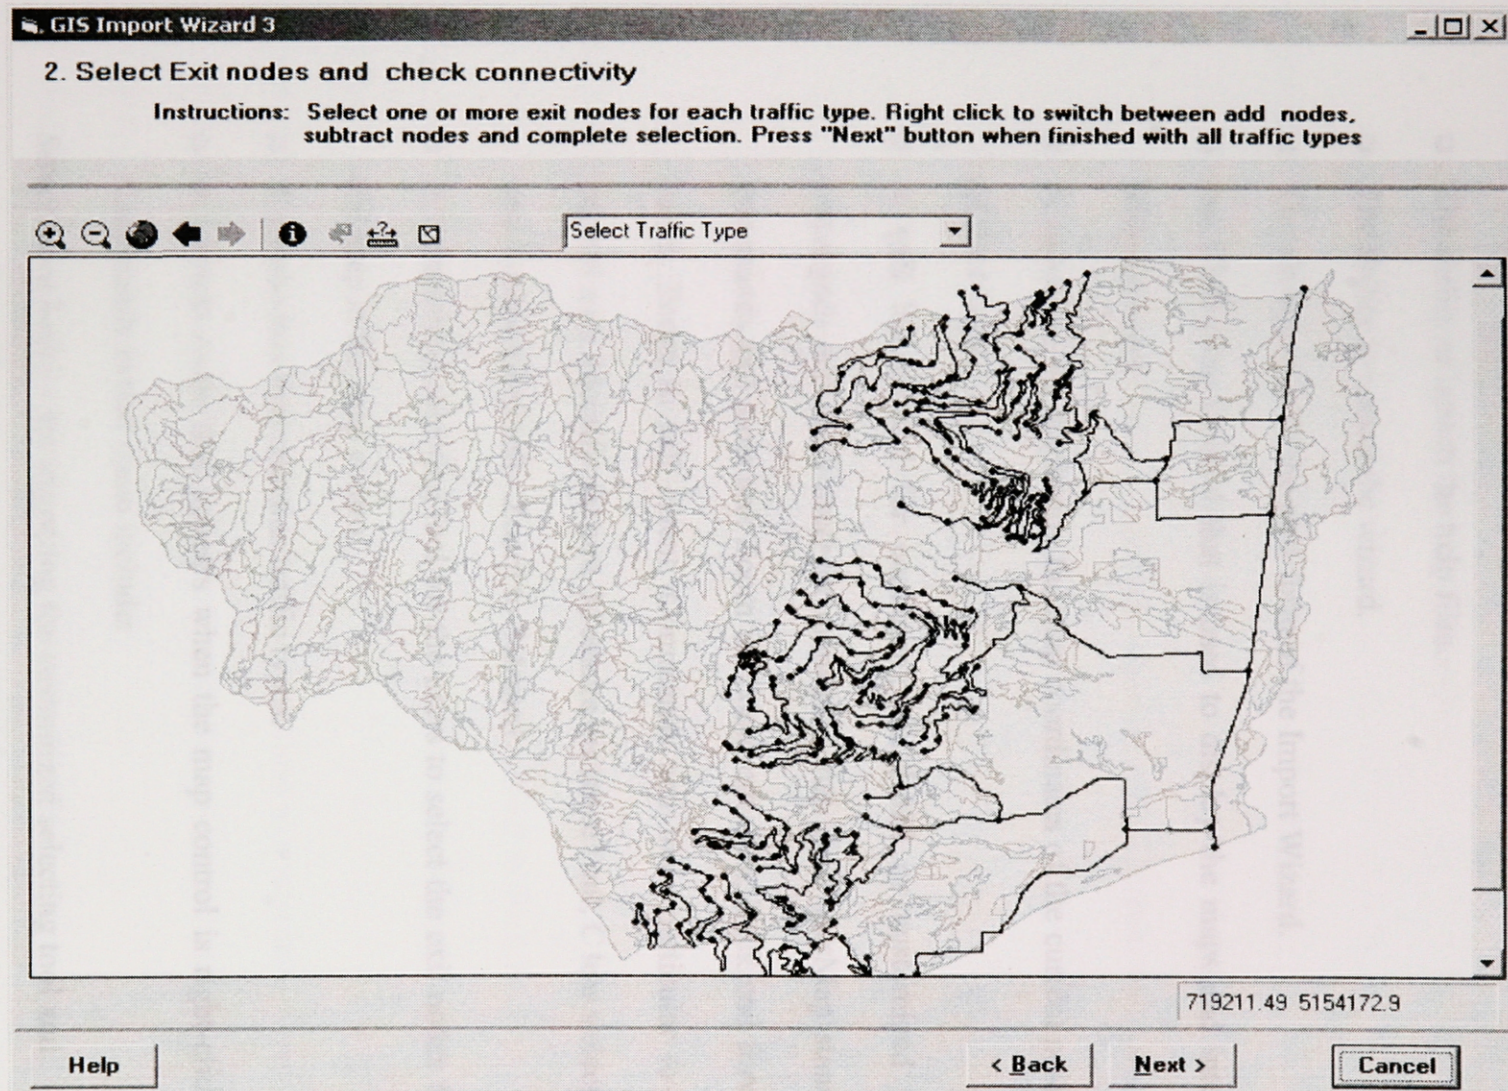 GIS Import Wizard 3
2. Select Exit nodes and check connectivity
Instructions: Select one or more exit nodes for each traffic type. Right click to switch between add nodes,
subtract nodes and complete selection. Press "Next" button when finished with all traffic types
Select Traffic Type
719211.49 5154172.9
Help
< Back
Next >
Cancel